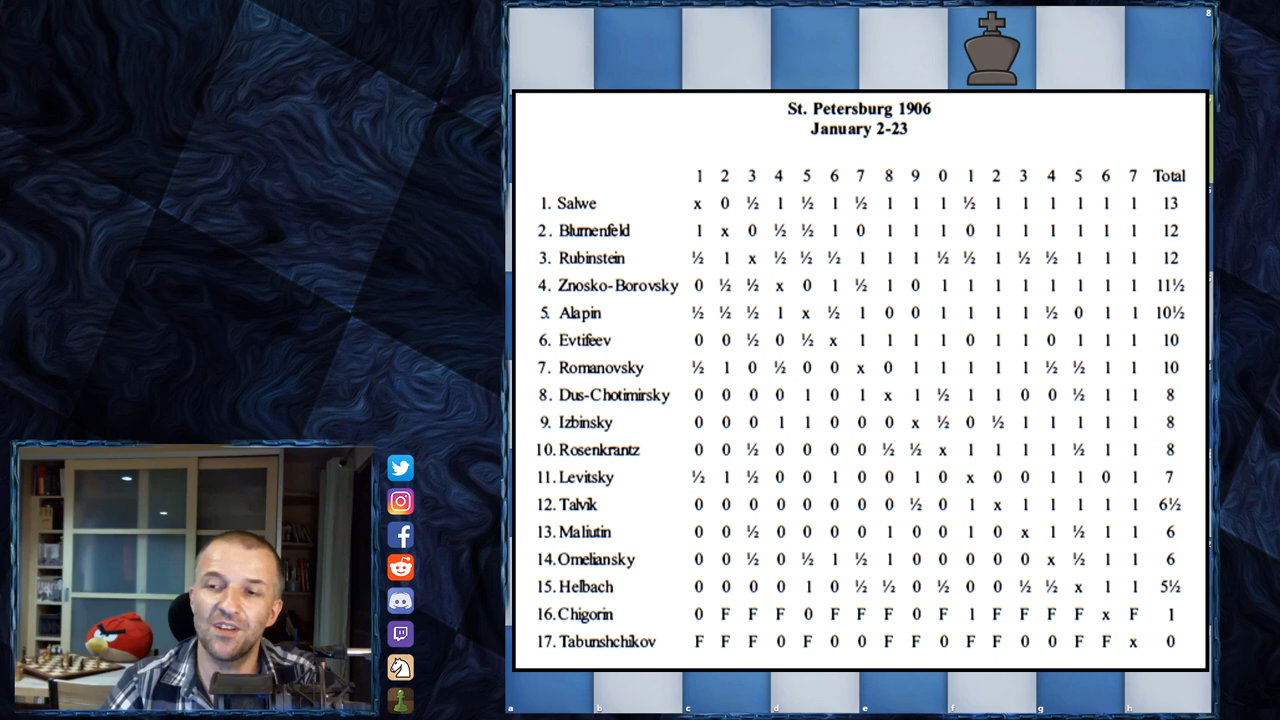 8
St. Petersburg 1906
January 2-23
1 2 3 4 5 6 7 8 9 0 1 2 3 4 5 6 7 Total
1. Salwe x 0 ½ 1 ½ 1 ½ 1 1 1 ½ 1 1 1 1 1 1 13
2. Blumenfeld 1 x 0 ½ ½ 1 0 1 1 1 0 1 1 1 1 1 1 12
3. Rubinstein ½ 1 x ½ ½ ½ 1 1 1 ½ ½ 1 ½ ½ 1 1 1 12
4. Znosko-Borovsky 0 ½ ½ x 0 1 ½ 1 0 1 1 1 1 1 1 1 1 11½
5. Alapin ½ ½ ½ 1 x ½ 1 0 0 1 1 1 1 ½ 0 1 1 10½
6. Evtifeev 0 0 ½ 0 ½ x 1 1 1 1 0 1 1 0 1 1 1 10
7. Romanovsky ½ 1 0 ½ 0 0 x 0 1 1 1 1 1 ½ ½ 1 1 10
8. Dus-Chotimirsky 0 0 0 0 1 0 1 x 1 ½ 1 1 0 0 ½ 1 1 8
9. Izbinsky 0 0 0 1 1 0 0 0 x ½ 0 ½ 1 1 1 1 1 8
10. Rosenkrantz 0 0 ½ 0 0 0 0 ½ ½ x 1 1 1 1 ½ 1 1 8
11. Levitsky ½ 1 ½ 0 0 1 0 0 1 0 x 0 0 1 1 0 1 7
12. Talvik 0 0 0 0 0 0 0 0 ½ 0 1 x 1 1 1 1 1 6½
13. Maliutin 0 0 ½ 0 0 0 0 1 0 0 1 0 x 1 ½ 1 1 6
14. Omeliansky 0 0 ½ 0 ½ 1 ½ 1 0 0 0 0 0 x ½ 1 1 6
15. Helbach 0 0 0 0 1 0 ½ ½ 0 ½ 0 0 ½ ½ x 1 1 5½
16. Chigorin 0 F F F 0 F F F 0 F 1 F F F F x F 1
17. Tabunshchikov F F F 0 F 0 0 F F 0 F F 0 0 F F x 0
a b c d e f g h